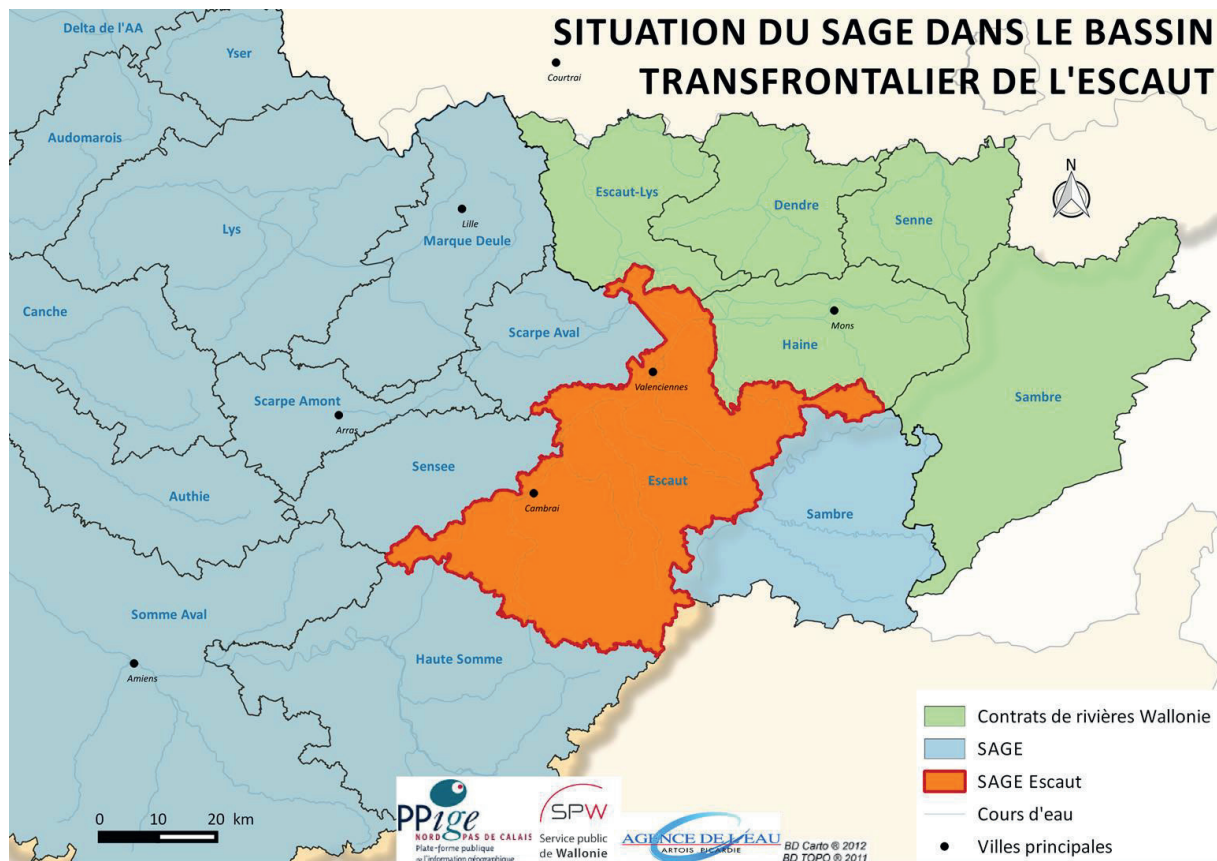 SITUATION DU SAGE DANS LE BASSIN
TRANSFRONTALIER DE L'ESCAUT
Delta de l'AA
Yser
Courtrai
Audomarois
Escaut-Lys
Dendre
Senne
N
Lys
Lille
Marque Deule
Canche
Scarpe Aval
Mons
Haine
Valenciennes
Scarpe Amont
Arras
Sambre
Sensee
Escaut
Authie
Cambrai
Sambre
Somme Aval
Haute Somme
Amiens
Contrats de rivières Wallonie
SAGE
SAGE Escaut
Cours d'eau
Villes principales
0 10 20 km
PPige
NORD PAS DE CALAIS
Plate-forme publique
de l'information géographique
SPW
Service public
de Wallonie
AGENCE DE L'EAU
ARTOIS PICARDIE
BD Carto ® 2012
BD TOPO ® 2011